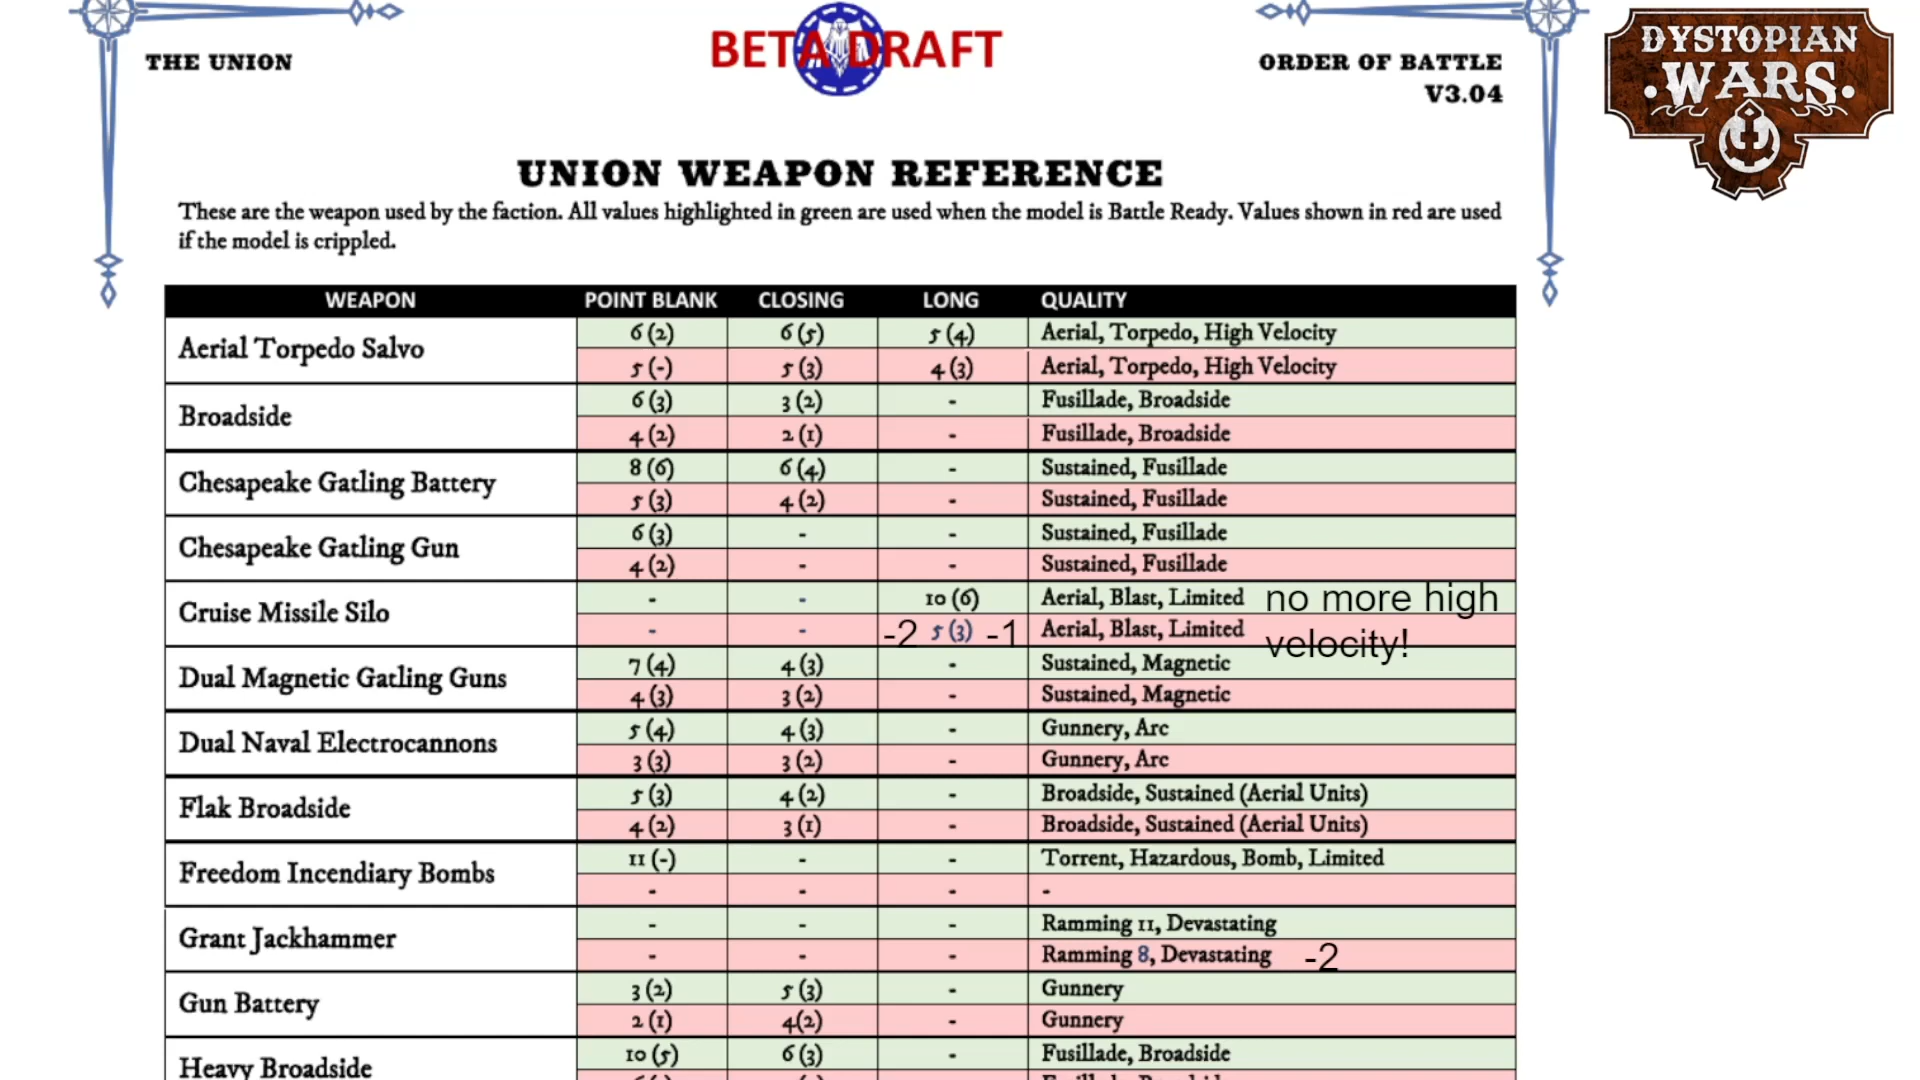 THE UNION
BETA DRAFT
ORDER OF BATTLE
V3.04
DYSTOPIAN
WARS
UNION WEAPON REFERENCE
These are the weapon used by the faction. All values highlighted in green are used when the model is Battle Ready. Values shown in red are used
if the model is crippled.
WEAPON POINT BLANK CLOSING LONG QUALITY
Aerial Torpedo Salvo
6 (2) 6 (5) 5 (4) Aerial, Torpedo, High Velocity
5 (-) 5 (3) 4 (3) Aerial, Torpedo, High Velocity
Broadside
6 (3) 3 (2) - Fusillade, Broadside
4 (2) 2 (1) - Fusillade, Broadside
Chesapeake Gatling Battery
8 (6) 6 (4) - Sustained, Fusillade
5 (3) 4 (2) - Sustained, Fusillade
Chesapeake Gatling Gun
6 (3) - - Sustained, Fusillade
4 (2) - - Sustained, Fusillade
Cruise Missile Silo
- - 10 (6) Aerial, Blast, Limited no more high
- - -2 5 (3) -1 Aerial, Blast, Limited velocity!
Dual Magnetic Gatling Guns
7 (4) 4 (3) - Sustained, Magnetic
4 (3) 3 (2) - Sustained, Magnetic
Dual Naval Electrocannons
5 (4) 4 (3) - Gunnery, Arc
3 (3) 3 (2) - Gunnery, Arc
Flak Broadside
5 (3) 4 (2) - Broadside, Sustained (Aerial Units)
4 (2) 3 (1) - Broadside, Sustained (Aerial Units)
Freedom Incendiary Bombs
11 (-) - - Torrent, Hazardous, Bomb, Limited
- - - -
Grant Jackhammer
- - - Ramming 11, Devastating
- - - Ramming 8, Devastating -2
Gun Battery
3 (2) 5 (3) - Gunnery
2 (1) 4(2) - Gunnery
Heavy Broadside
10 (5) 6 (3) - Fusillade, Broadside